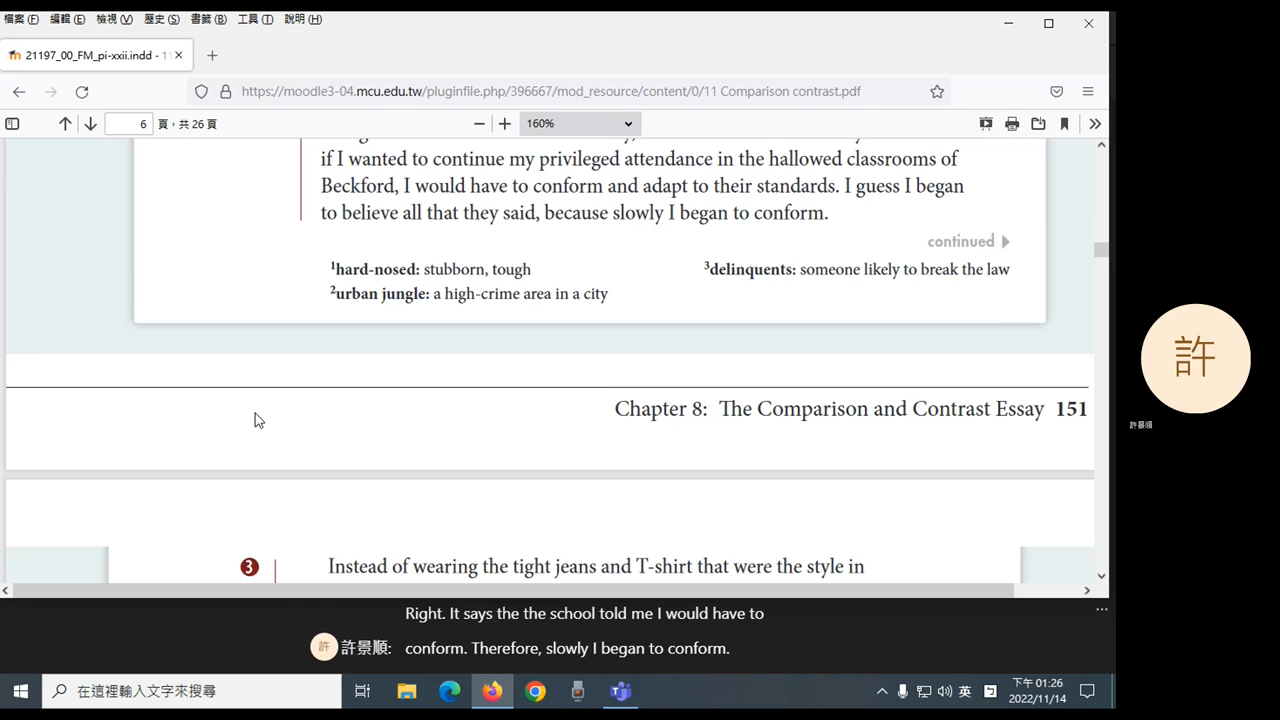 檔案(F) 編輯(E) 檢視(V) 歷史(S) 書籤(B) 工具(T) 說明(H)
21197_00_FM_pi-xxii.indd - 11
https://moodle3-04.mcu.edu.tw/pluginfile.php/396667/mod_resource/content/0/11 Comparison contrast.pdf
6 頁，共 26 頁 160%
if I wanted to continue my privileged attendance in the hallowed classrooms of
Beckford, I would have to conform and adapt to their standards. I guess I began
to believe all that they said, because slowly I began to conform.
continued
1hard-nosed: stubborn, tough
3delinquents: someone likely to break the law
2urban jungle: a high-crime area in a city
Chapter 8: The Comparison and Contrast Essay 151
3 Instead of wearing the tight jeans and T-shirt that were the style in
Right. It says the the school told me I would have to
許 許景順: conform. Therefore, slowly I began to conform.
許
許景順
在這裡輸入文字來搜尋
英
下午 01:26
2022/11/14